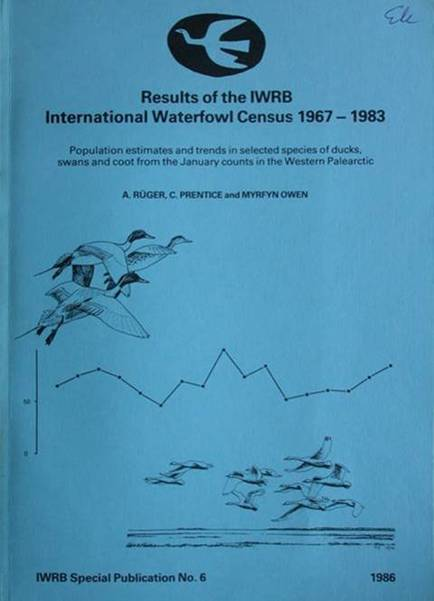 Results of the IWRB
International Waterfowl Census 1967 – 1983
Population estimates and trends in selected species of ducks,
swans and coot from the January counts in the Western Palearctic
A. RÜGER, C. PRENTICE and MYRFYN OWEN
50
0
IWRB Special Publication No. 6
1986